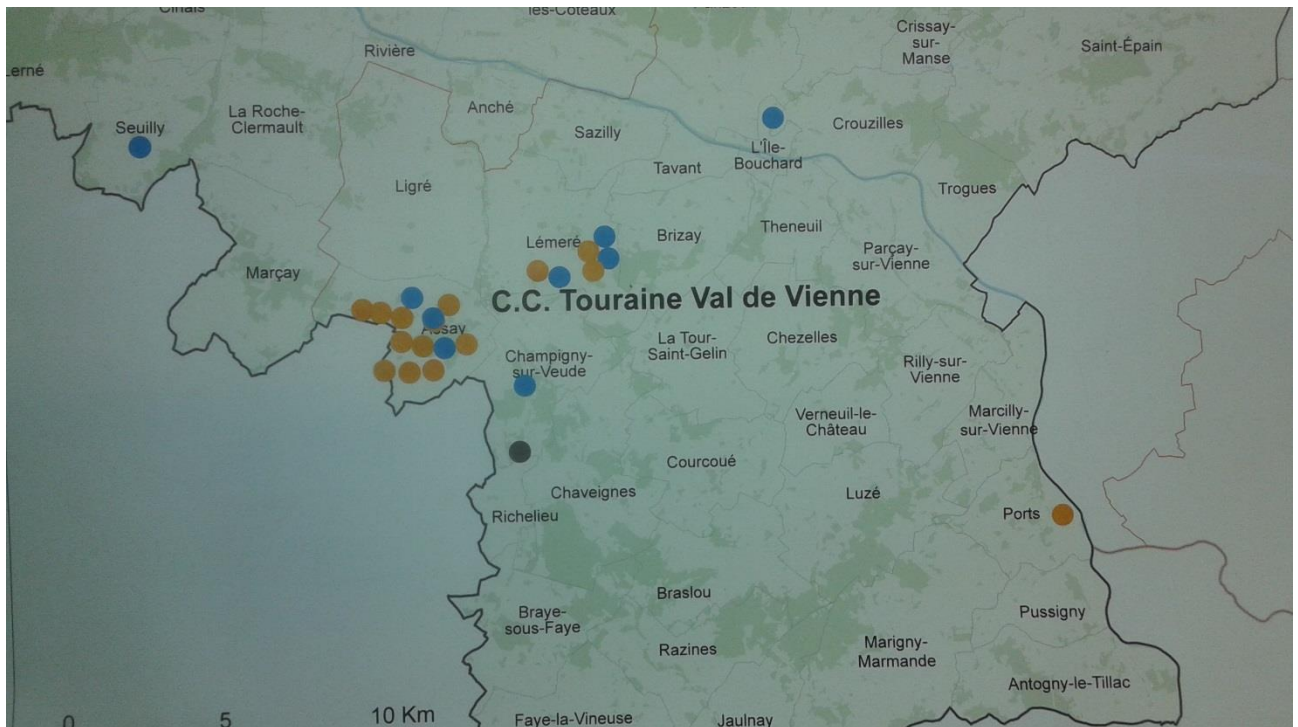 Cinais
les-Coteaux
Crissay-
sur-
Manse
Saint-Épain
Rivière
Lerné
La Roche-
Clermault
Anché
Seuilly
Sazilly
Crouzilles
L'Île-
Bouchard
Tavant
Ligré
Trogues
Theneuil
Lémeré
Brizay
Parçay-
sur-Vienne
Marçay
C.C. Touraine Val de Vienne
Assay
La Tour-
Saint-Gelin
Chezelles
Champigny-
sur-Veude
Rilly-sur-
Vienne
Verneuil-le-
Château
Marcilly-
sur-Vienne
Courcoué
Chaveignes
Luzé
Richelieu
Ports
Braslou
Braye-
sous-Faye
Pussigny
Razines
Marigny-
Marmande
Antogny-le-Tillac
0 5 10 Km
Faye-la-Vineuse
Jaulnay